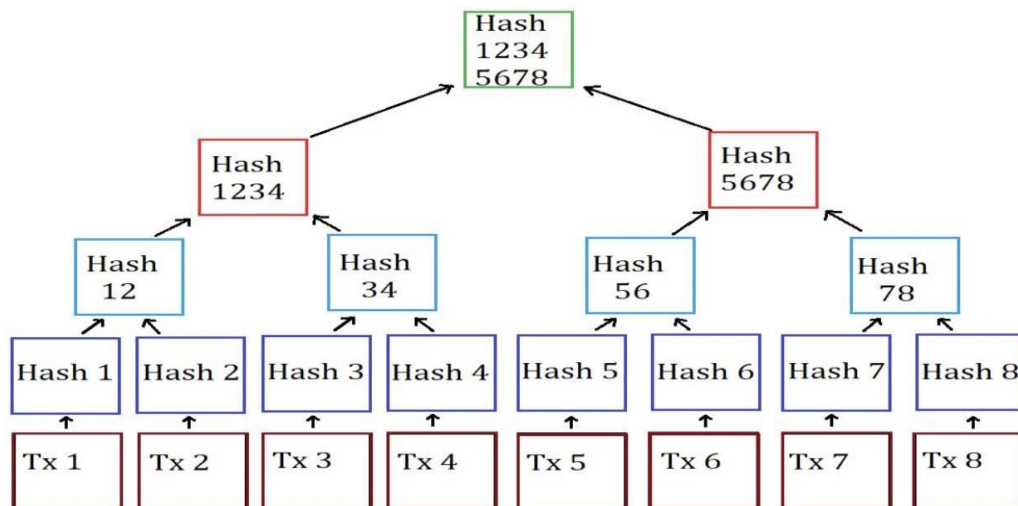 Hash
1234
5678
Hash
1234
Hash
5678
Hash
12
Hash
34
Hash
56
Hash
78
Hash 1
Hash 2
Hash 3
Hash 4
Hash 5
Hash 6
Hash 7
Hash 8
Tx 1
Tx 2
Tx 3
Tx 4
Tx 5
Tx 6
Tx 7
Tx 8